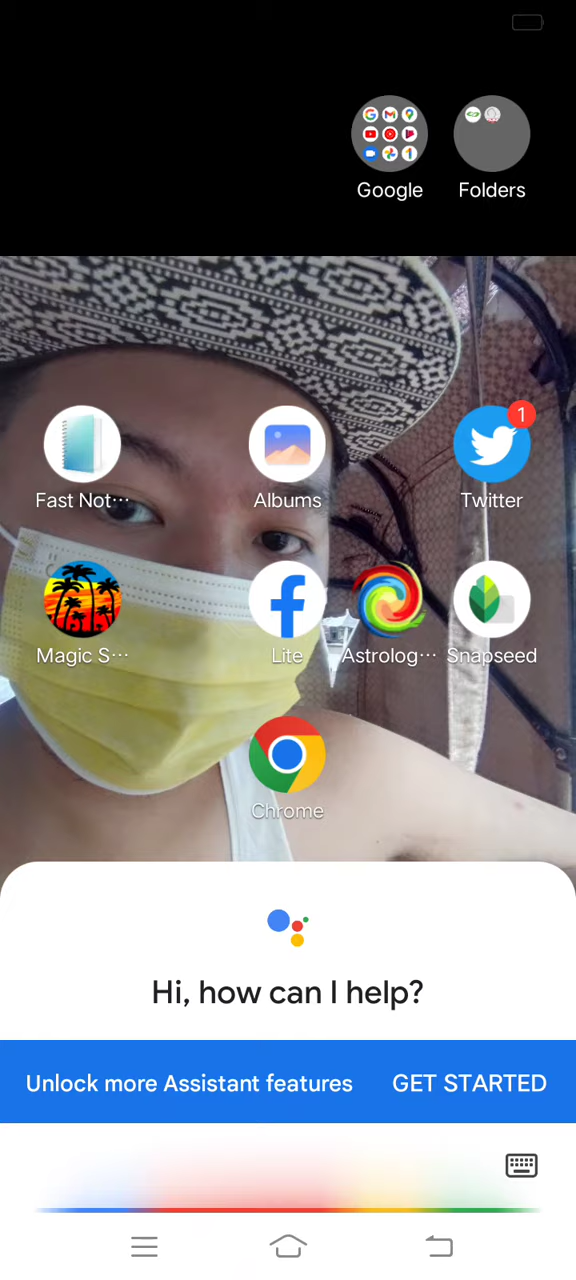 Google Folders
Fast Not··· Albums Twitter
1
Magic S··· Lite Astrolog··· Snapseed
Chrome
Hi, how can I help?
Unlock more Assistant features GET STARTED